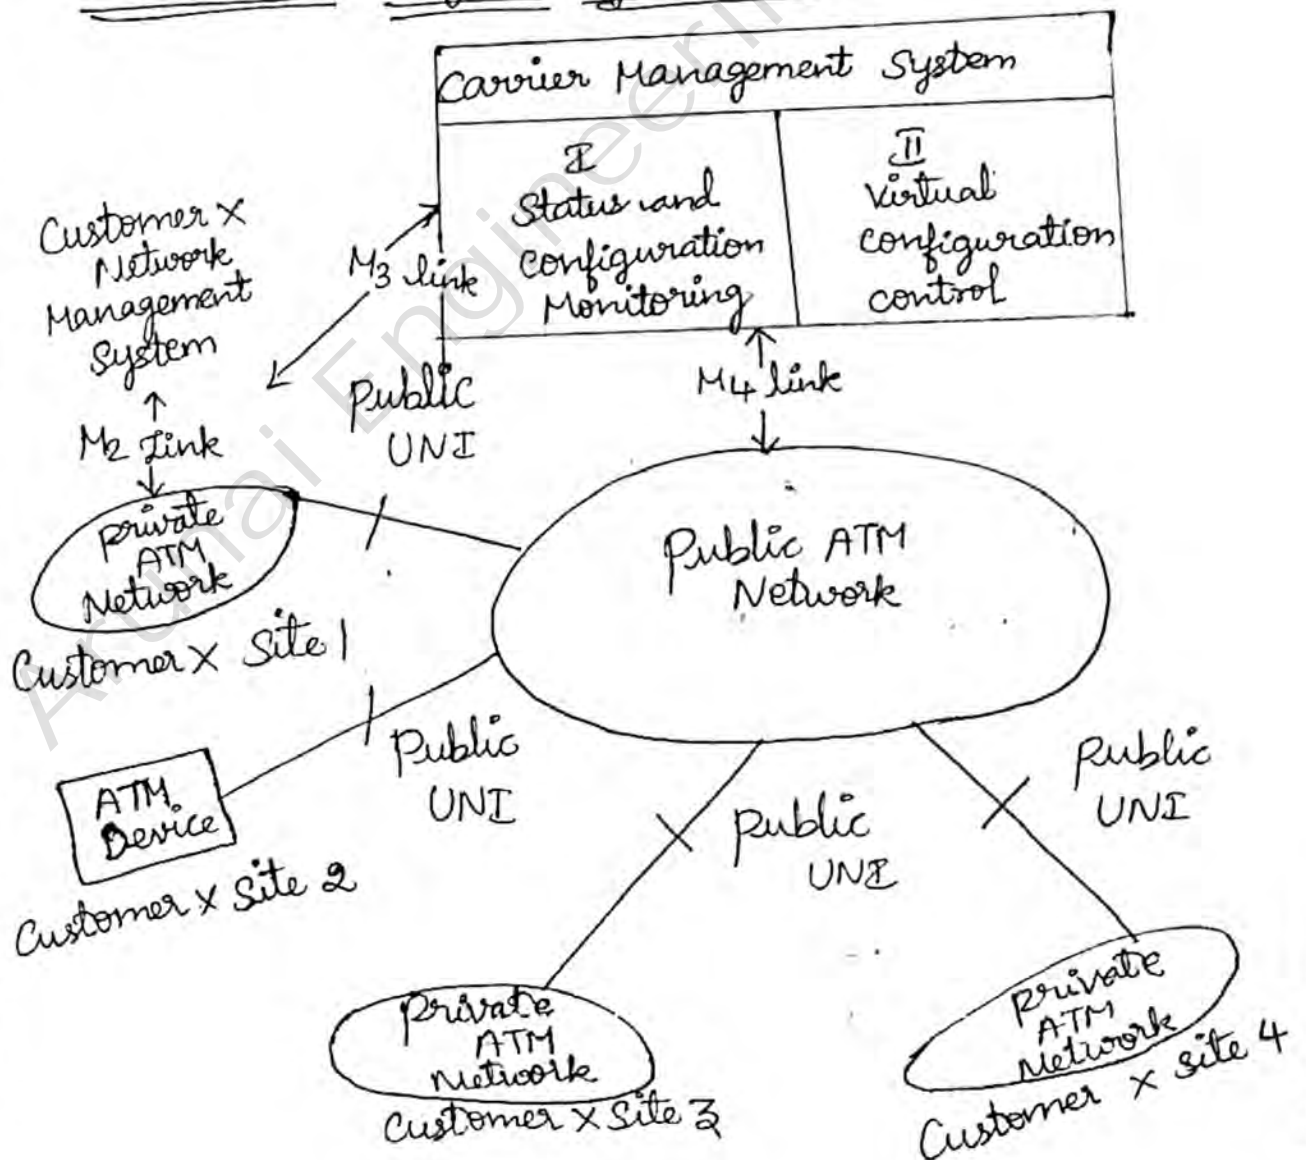 Carrier Management System
I
Status and
configuration
Monitoring
II
Virtual
configuration
control
Customer X
Network
Management
System
M3 link
M4 link
M2 Link
Public
UNI
private
ATM
Network
Customer X Site 1
Public ATM
Network
Public
UNI
ATM
Device
Customer X Site 2
Public
UNI
Public
UNI
private
ATM
Network
Customer X Site 3
private
ATM
Network
Customer X Site 4
Arunai Engineerin